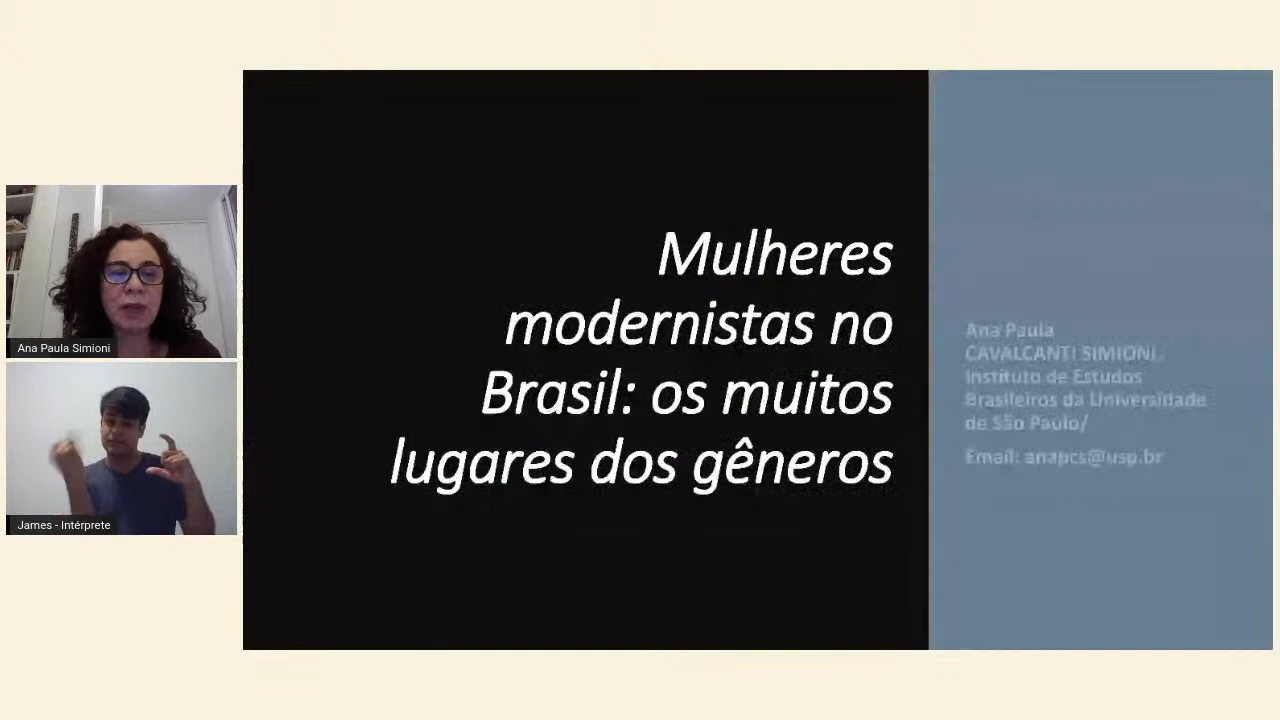 Ana Paula Simioni
James - Intérprete
Mulheres
modernistas no
Brasil: os muitos
lugares dos gêneros
Ana Paula
CAVALCANTI SIMIONI.
Instituto de Estudos
Brasileiros da Universidade
de São Paulo/
Email: anapcs@usp.br